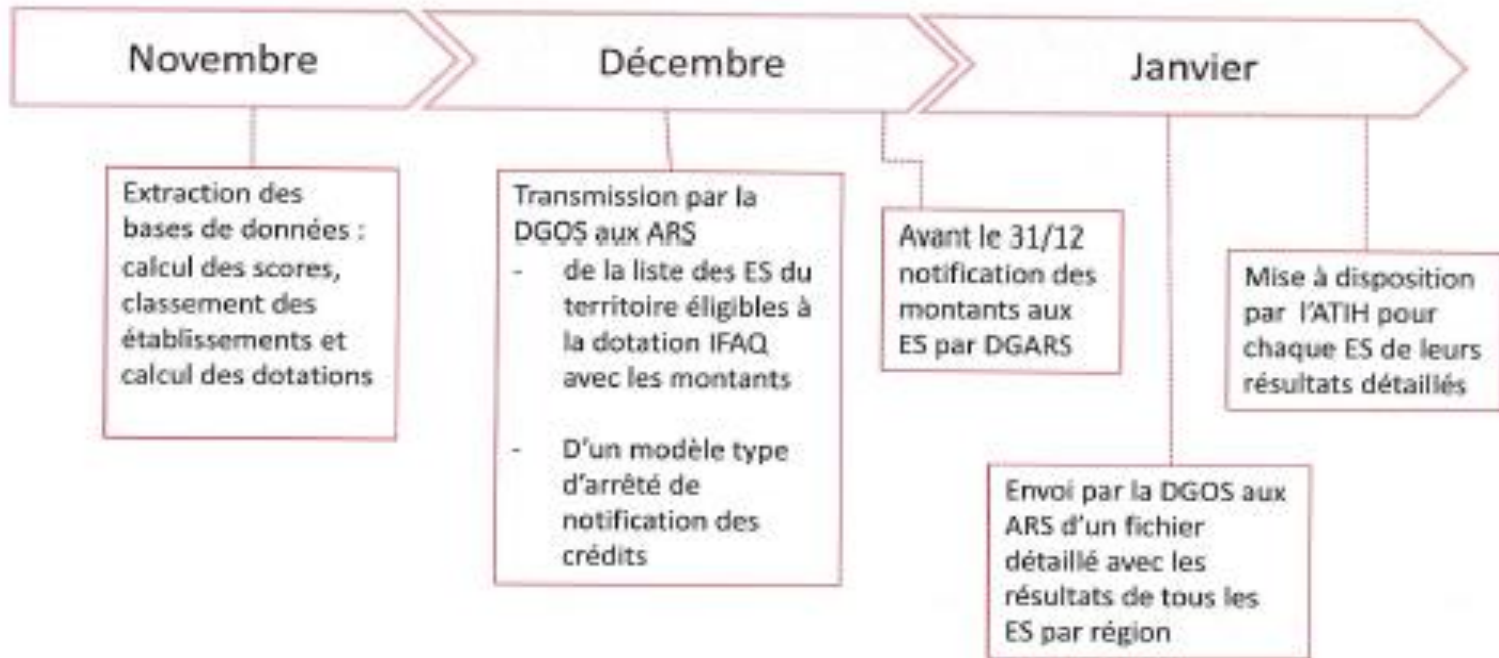 Novembre
Décembre
Janvier
Extraction des
bases de données :
calcul des scores,
classement des
établissements et
calcul des dotations
Transmission par la
DGOS aux ARS
- de la liste des ES du
territoire éligibles à
la dotation IFAQ
avec les montants
- D'un modèle type
d'arrêté de
notification des
crédits
Avant le 31/12
notification des
montants aux
ES par DGARS
Envoi par la DGOS aux
ARS d'un fichier
détaillé avec les
résultats de tous les
ES par région
Mise à disposition
par l'ATIH pour
chaque ES de leurs
résultats détaillés